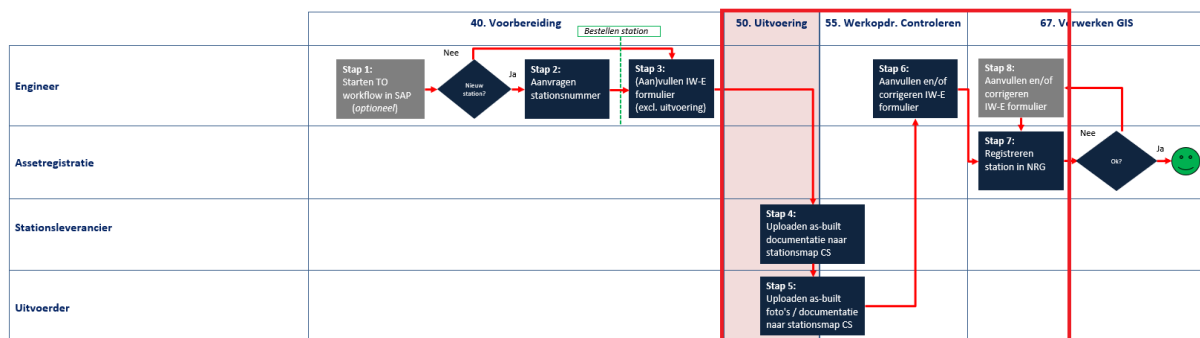 40. Voorbereiding
50. Uitvoering
55. Werkopdr. Controleren
67. Verwerken GIS
Bestellen station
Engineer
Stap 1:
Starten TO
workflow in SAP
(optioneel)
Nee
Nieuw
station?
Ja
Stap 2:
Aanvragen
stationsnummer
Stap 3:
(Aan)vullen IW-E
formulier
(excl. uitvoering)
Stap 6:
Aanvullen en/of
corrigeren IW-E
formulier
Stap 8:
Aanvullen en/of
corrigeren
IW-E formulier
Assetregistratie
Stap 7:
Registreren
station in NRG
Nee
Ok?
Ja
Stationsleverancier
Stap 4:
Uploaden as-built
documentatie naar
stationsmap CS
Uitvoerder
Stap 5:
Uploaden as-built
foto's / documentatie
naar stationsmap CS